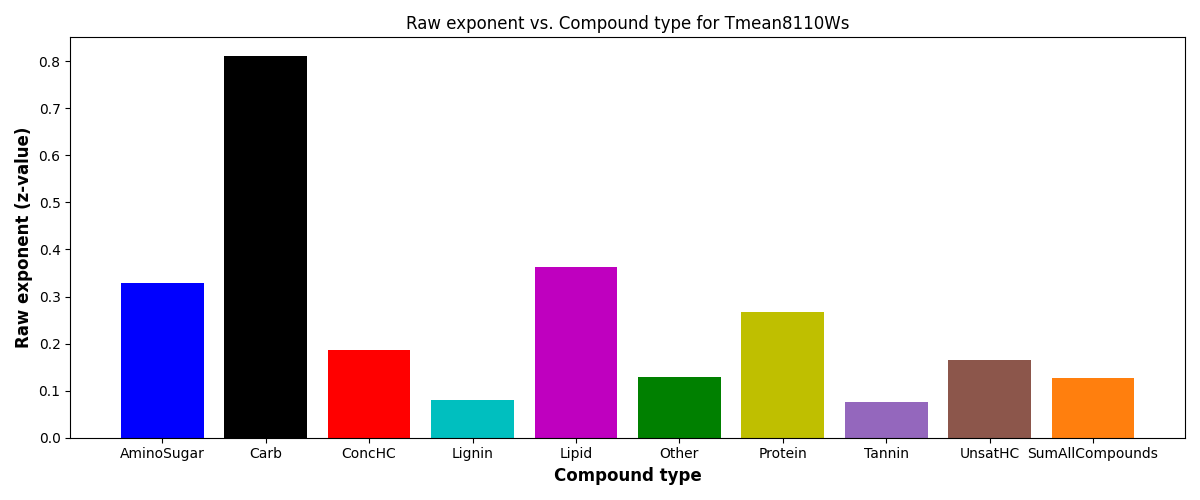 Raw exponent vs. Compound type for Tmean8110Ws
Raw exponent (z-value)
0.8
0.7
0.6
0.5
0.4
0.3
0.2
0.1
0.0
AminoSugar Carb ConcHC Lignin Lipid Other Protein Tannin UnsatHC SumAllCompounds
Compound type